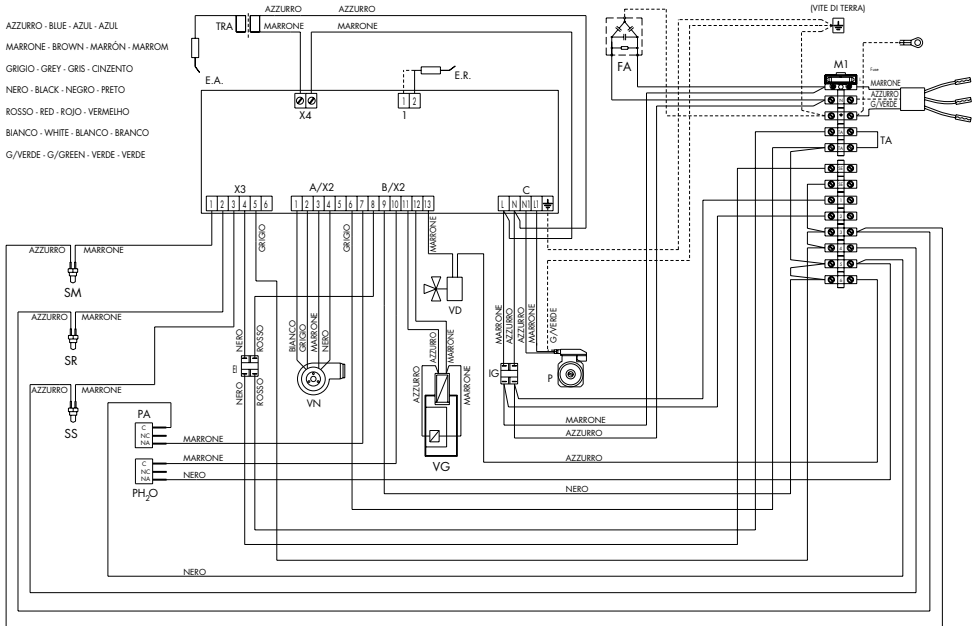 AZZURRO - BLUE - AZUL - AZUL
MARRONE - BROWN - MARRÓN - MARROM
GRIGIO - GREY - GRIS - CINZENTO
NERO - BLACK - NEGRO - PRETO
ROSSO - RED - ROJO - VERMELHO
BIANCO - WHITE - BLANCO - BRANCO
G/VERDE - G/GREEN - VERDE - VERDE
AZZURRO AZZURRO
TRA MARRONE MARRONE
E.A.
E.R.
(VITE DI TERRA)
FA
M1
Fuse
MARRONE
AZZURRO
G/VERDE
TA
X4
1 2
1
X3
1 2 3 4 5 6
A/X2 B/X2
1 2 3 4 5 6 7 8 9 10 11 12 13
C
L N N1 L1
GRIGIO
GRIGIO
MARRONE
AZZURRO MARRONE
SM
AZZURRO MARRONE
SR
AZZURRO MARRONE
SS
NERO
ROSSO
EI
NERO
ROSSO
BIANCO
GRIGIO
MARRONE
NERO
VN
VD
AZZURRO
MARRONE
AZZURRO
MARRONE
VG
MARRONE
AZZURRO
AZZURRO
MARRONE
G/VERDE
IG
P
MARRONE
AZZURRO
AZZURRO
NERO
PA
C
NC
NA
MARRONE
C
NC
NA
MARRONE
NERO
PH2O
NERO